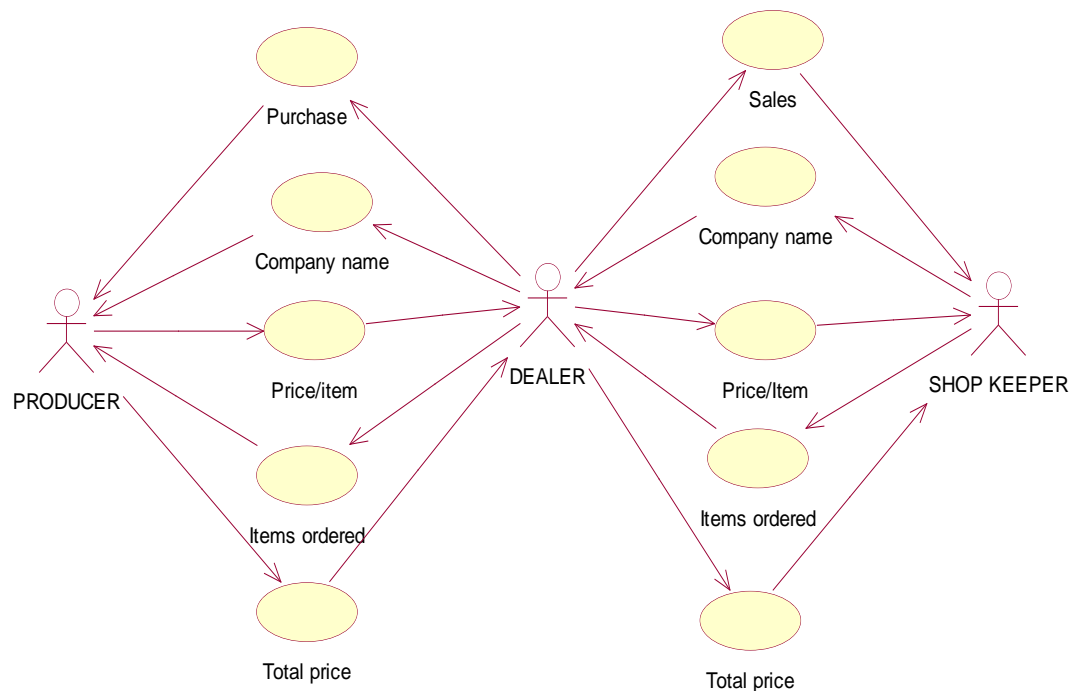 Sales
Purchase
Company name
Company name
Price/item
DEALER
Price/Item
SHOP KEEPER
PRODUCER
Items ordered
Items ordered
Total price
Total price